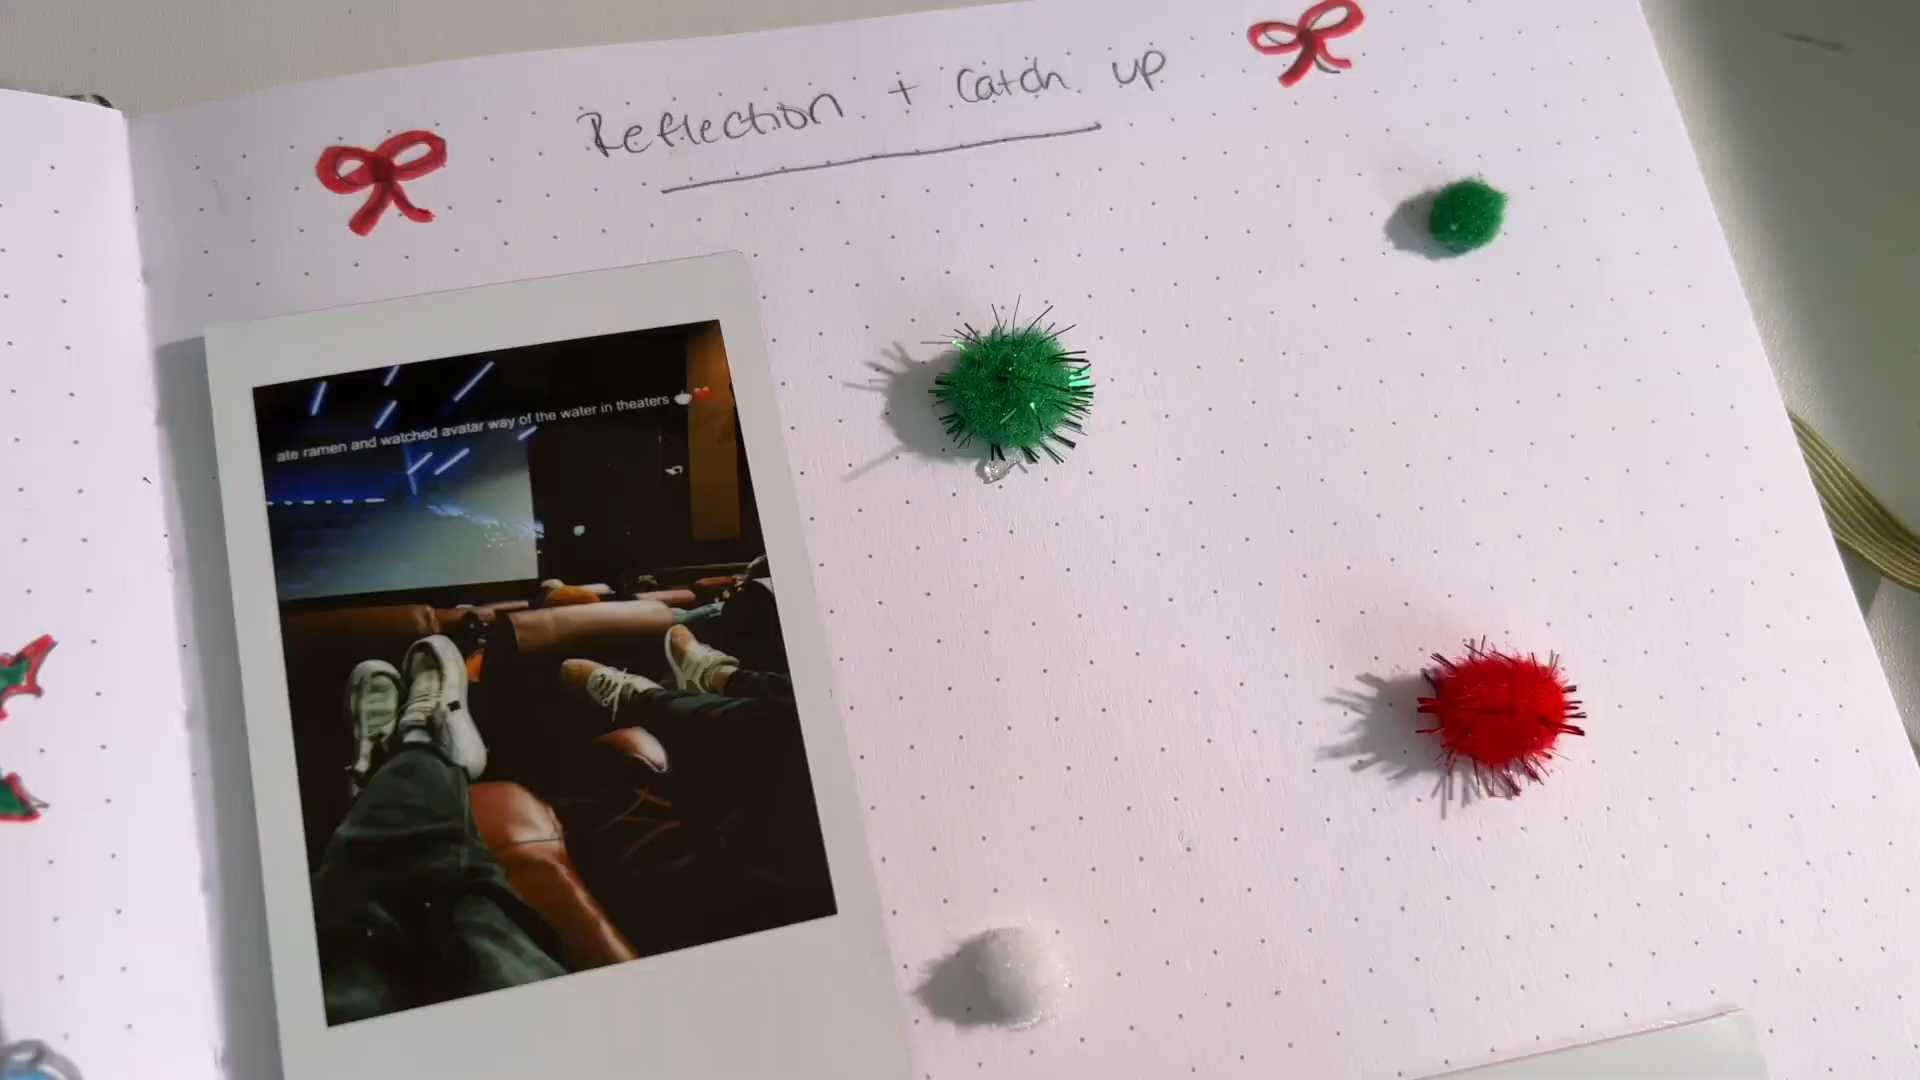 Reflection + Catch up
ate ramen and watched avatar way of the water in theaters